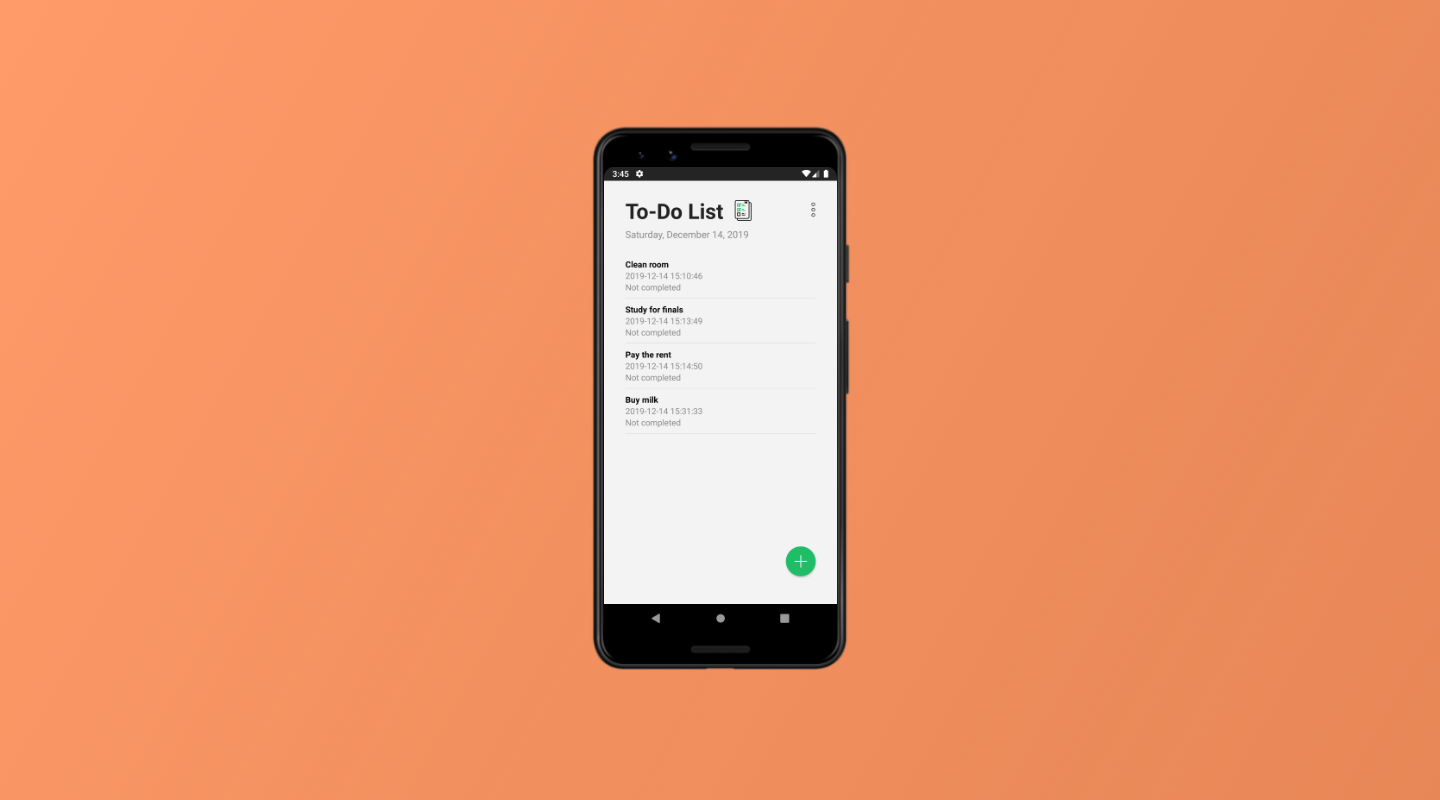 3:45
To-Do List
Saturday, December 14, 2019
Clean room
2019-12-14 15:10:46
Not completed
Study for finals
2019-12-14 15:13:49
Not completed
Pay the rent
2019-12-14 15:14:50
Not completed
Buy milk
2019-12-14 15:31:33
Not completed